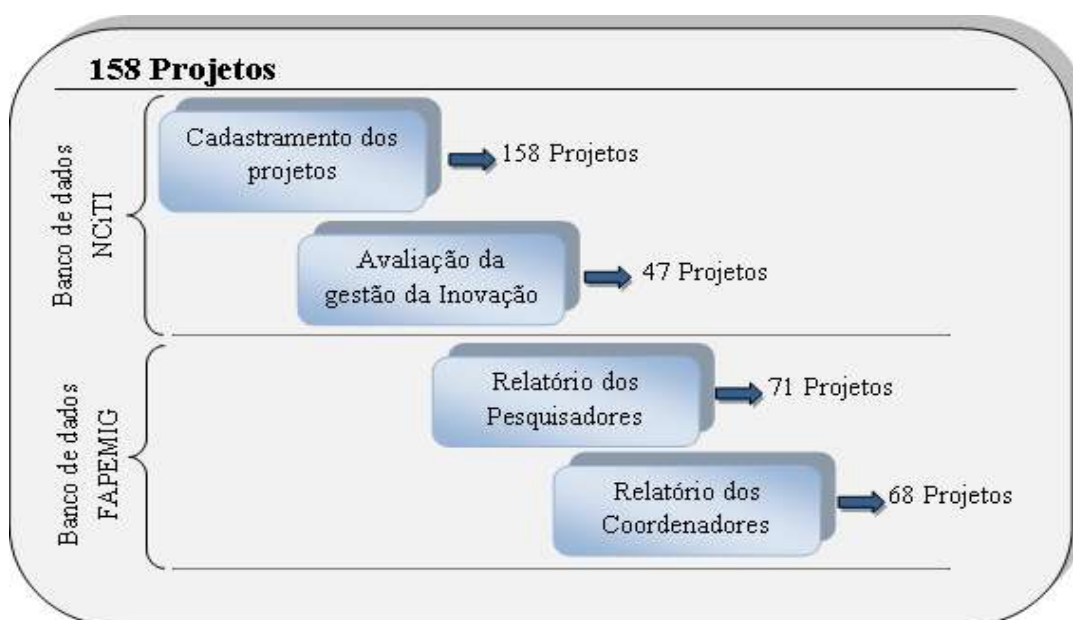 158 Projetos
Banco de dados
NCiTI
Cadastramento dos
projetos
158 Projetos
Avaliação da
gestão da Inovação
47 Projetos
Banco de dados
FAPEMIG
Relatório dos
Pesquisadores
71 Projetos
Relatório dos
Coordenadores
68 Projetos